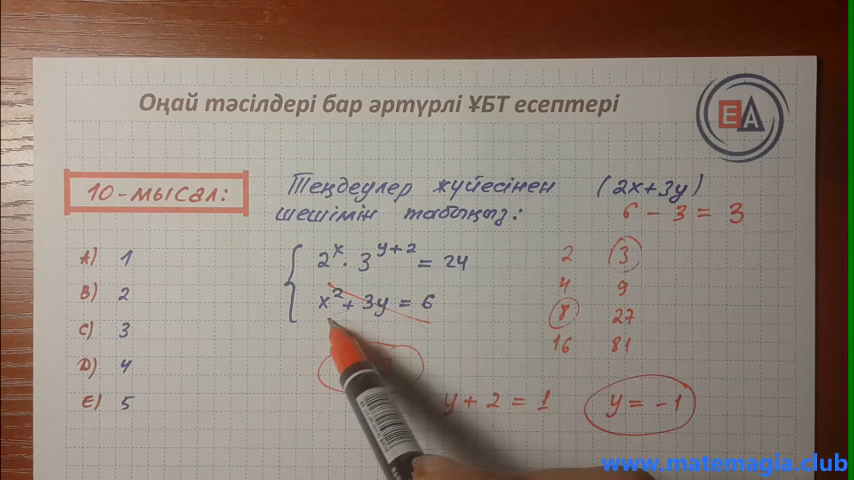 Оңай тәсілдері бар әртүрлі ҰБТ есептері
ЕА
10-мысал:
Теңдеулер жүйесінен (2x+3y)
шешімін табыңыз:
6 - 3 = 3
A) 1
B) 2
C) 3
D) 4
E) 5
2^x · 3^(y+2) = 24
x² + 3y = 6
2 3
4 9
8 27
16 81
y + 2 = 1
y = -1
www.matemagia.club